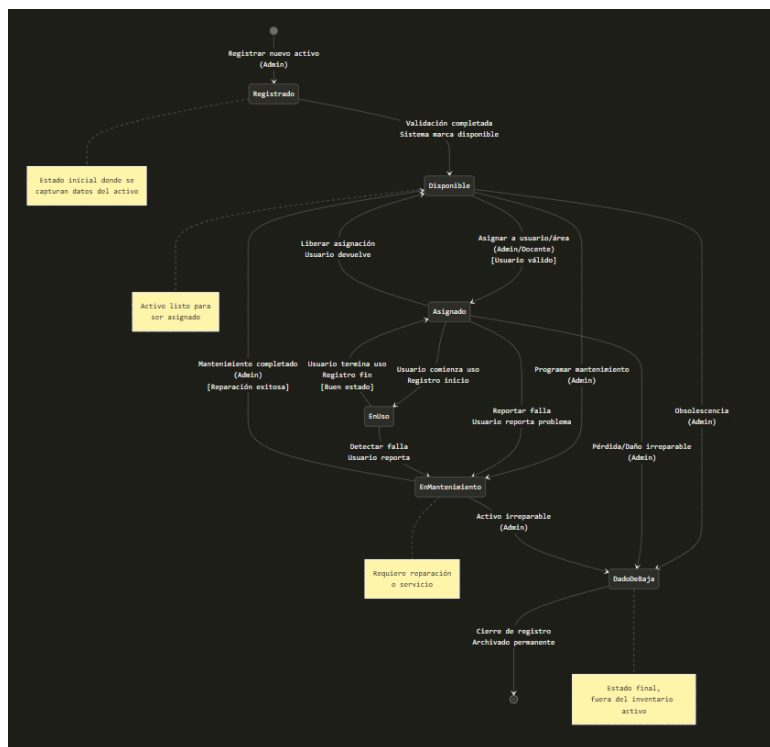 Registrar nuevo activo
(Admin)
Registrado
Validación completada
Sistema marca disponible
Estado inicial donde se
capturan datos del activo
Disponible
Liberar asignación
Usuario devuelve
Asignar a usuario/área
(Admin/Docente)
[Usuario válido]
Activo listo para
ser asignado
Asignado
Mantenimiento completado
(Admin)
[Reparación exitosa]
Usuario termina uso
Registro fin
[Buen estado]
Usuario comienza uso
Registro inicio
Programar mantenimiento
(Admin)
EnUso
Reportar falla
Usuario reporta problema
Obsolescencia
(Admin)
Detectar falla
Usuario reporta
Pérdida/Daño irreparable
(Admin)
EnMantenimiento
Activo irreparable
(Admin)
Requiere reparación
o servicio
DadoDeBaja
Cierre de registro
Archivado permanente
Estado final,
fuera del inventario
activo